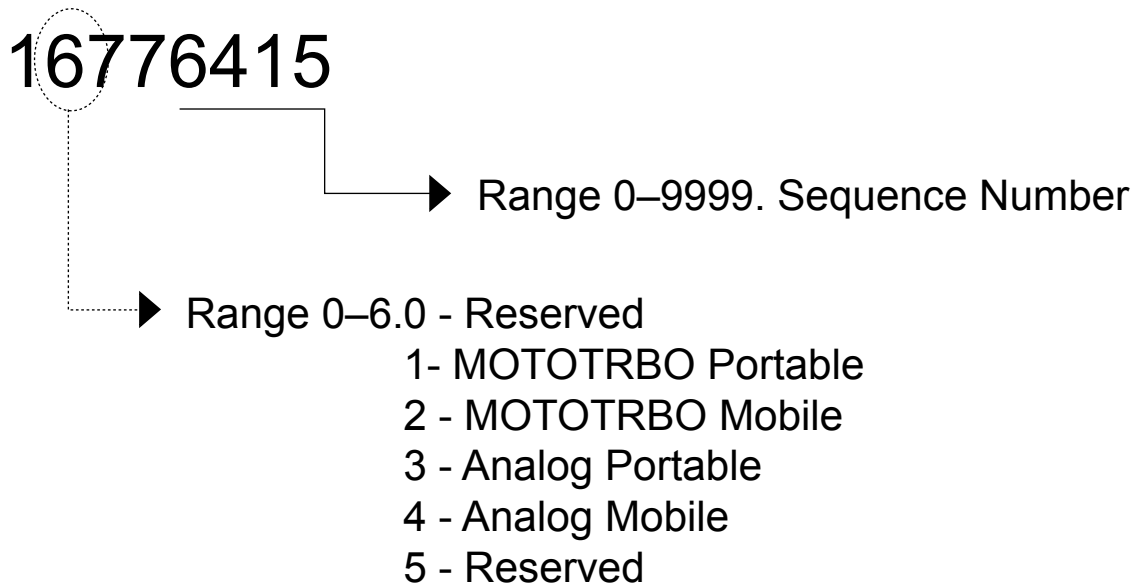 16776415
Range 0–9999. Sequence Number
Range 0–6.0 - Reserved
1- MOTOTRBO Portable
2 - MOTOTRBO Mobile
3 - Analog Portable
4 - Analog Mobile
5 - Reserved